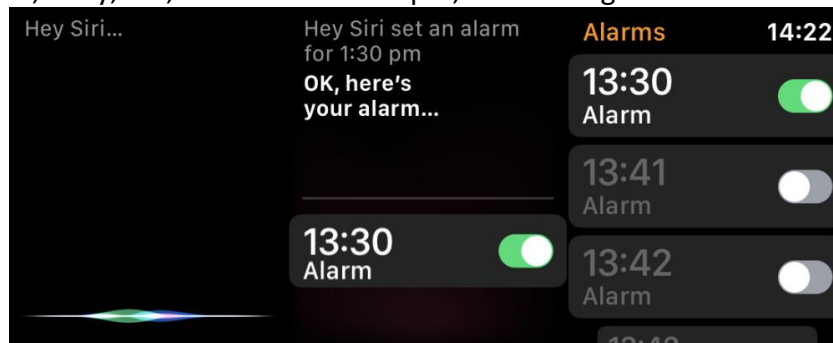 Hey Siri...
Hey Siri set an alarm
for 1:30 pm
OK, here's
your alarm...
13:30
Alarm
Alarms 14:22
13:30
Alarm
13:41
Alarm
13:42
Alarm